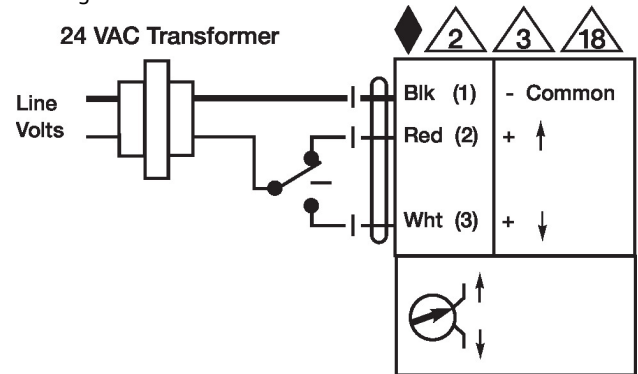 24 VAC Transformer
2 3 18
Line
Volts
Blk (1) - Common
Red (2) +
Wht (3) +